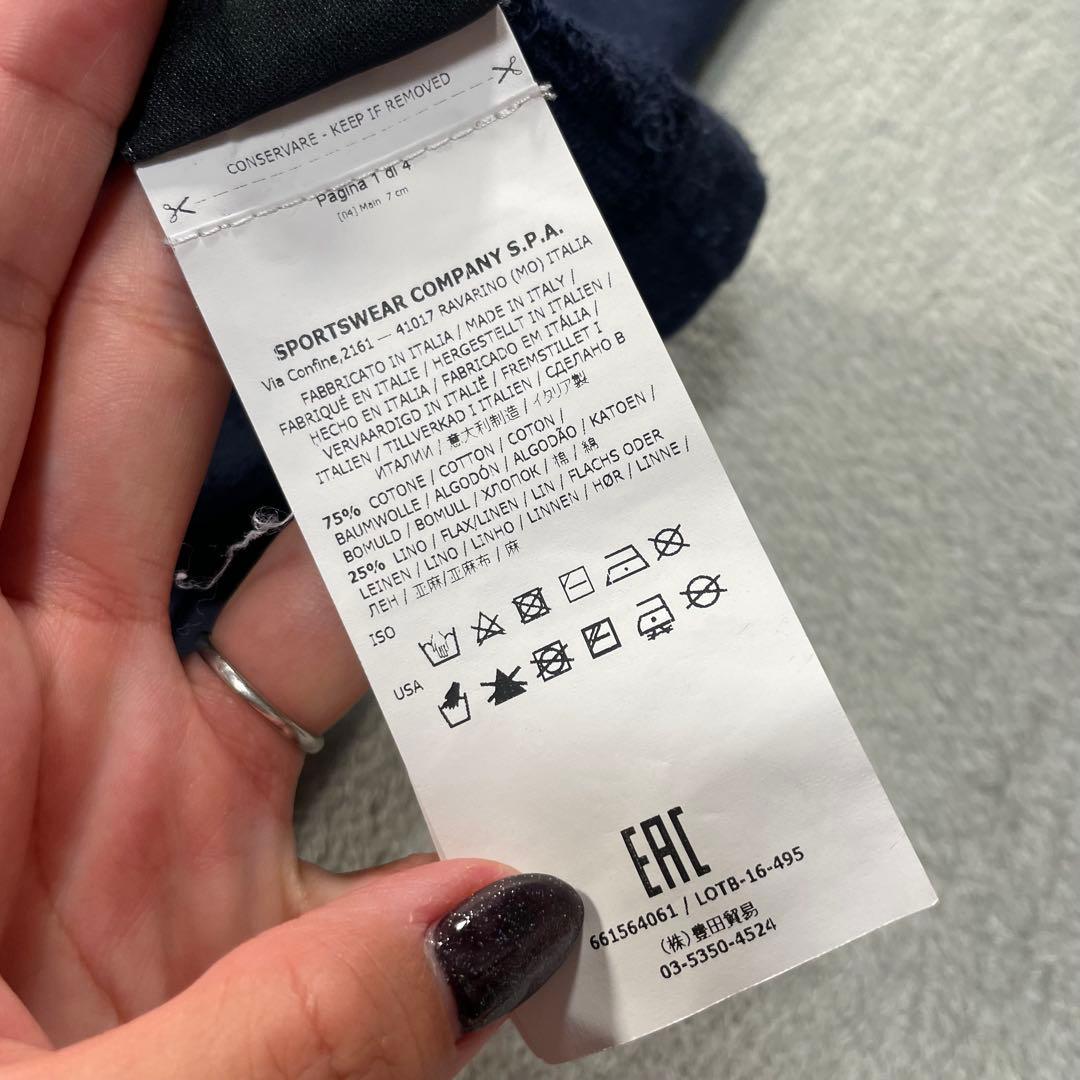 CONSERVARE - KEEP IF REMOVED
Pagina 1 di 4
[04] Main 7 cm
SPORTSWEAR COMPANY S.P.A.
Via Confine,2161 — 41017 RAVARINO (MO) ITALIA
FABBRICATO IN ITALIA / MADE IN ITALY /
FABRIQUÉ EN ITALIE / HERGESTELLT IN ITALIEN /
HECHO EN ITALIA / FABRICADO EM ITÁLIA /
VERVAARDIGD IN ITALIË / FREMSTILLET I
ITALIEN / TILLVERKAD I ITALIEN / СДЕЛАНО В
ИТАЛИИ / 意大利制造 / イタリア製
75% COTONE / COTTON / COTON /
BAUMWOLLE / ALGODÓN / ALGODÃO / KATOEN /
BOMULD / BOMULL / ХЛОПОК / 棉 / 綿
25% LINO / FLAX/LINEN / LIN / FLACHS ODER
LEINEN / LINO / LINHO / LINNEN / HØR / LINNE /
ЛЕН / 亚麻/亚麻布 / 麻
ISO
USA
EAC
661564061 / LOTB-16-495
(株)豊田貿易
03-5350-4524